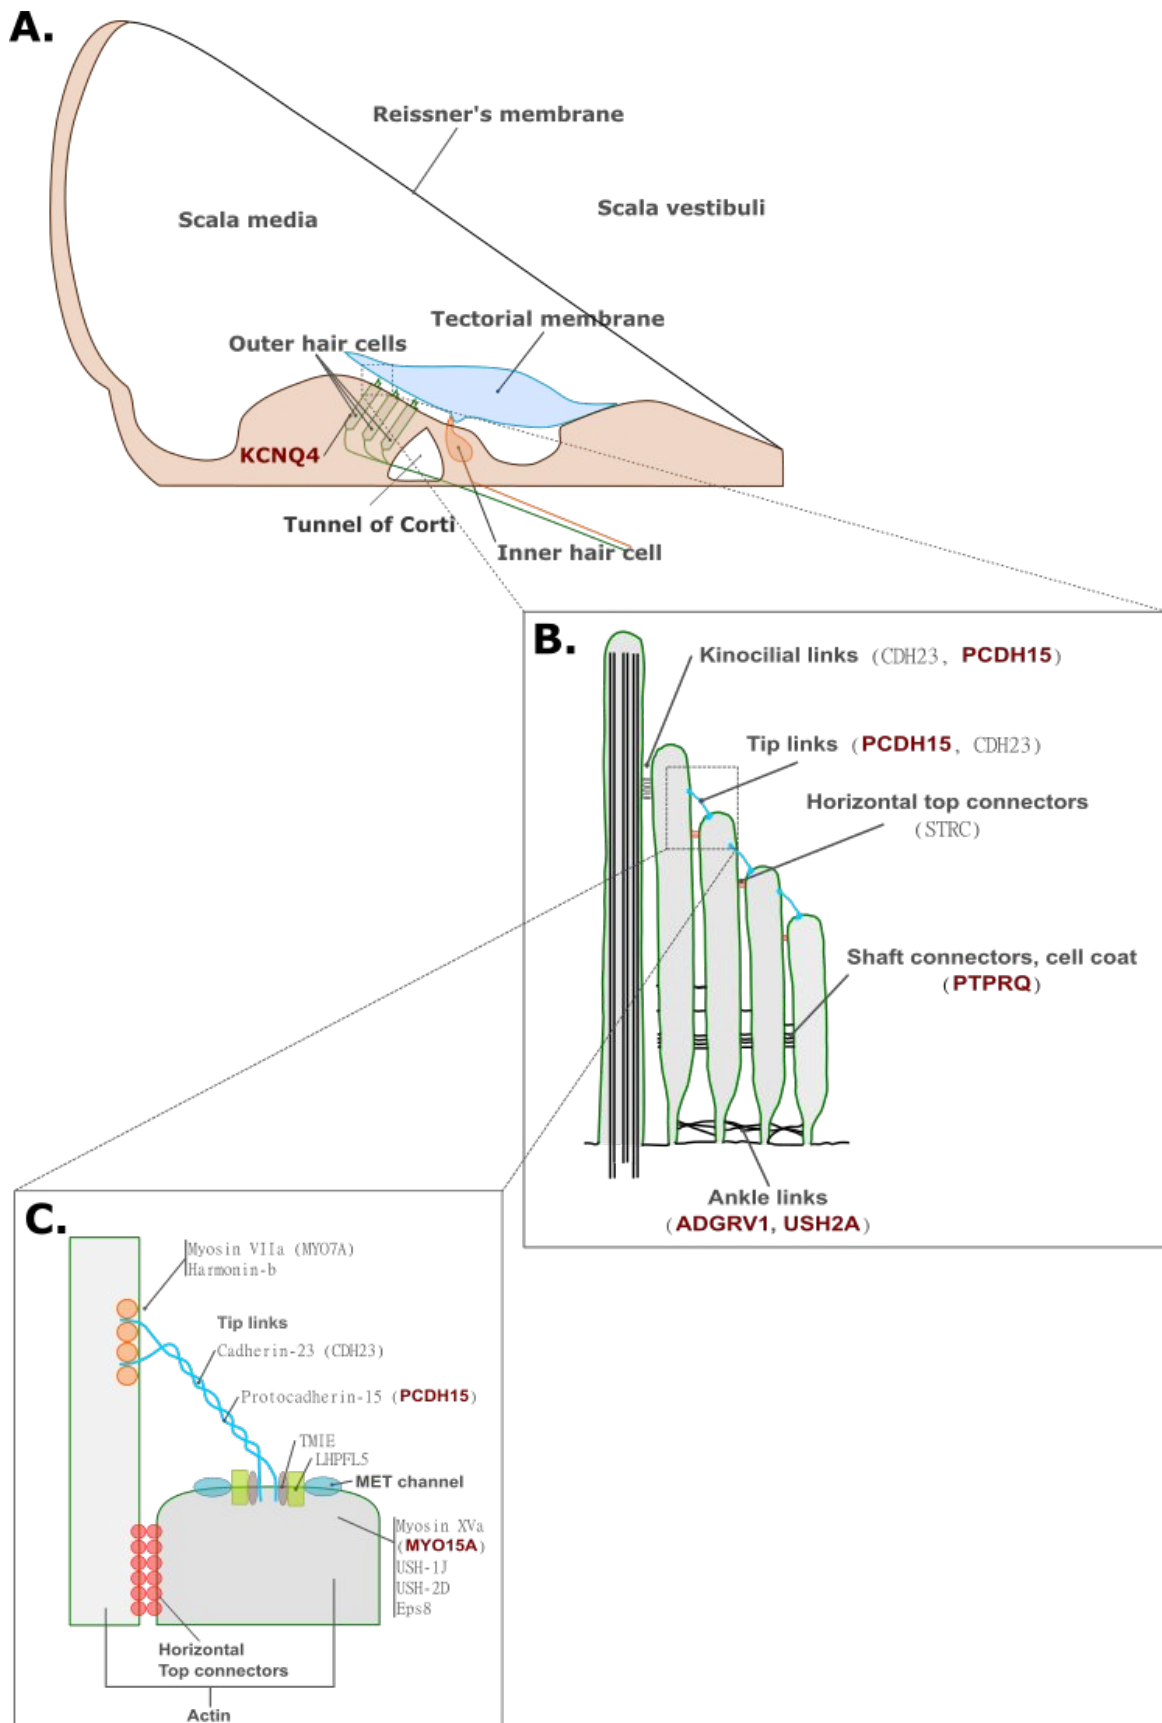 A.
Reissner's membrane
Scala vestibuli
Scala media
Tectorial membrane
Outer hair cells
KCNQ4
Tunnel of Corti
Inner hair cell
B.
Kinocilial links (CDH23, PCDH15)
Tip links (PCDH15, CDH23)
Horizontal top connectors
(STRC)
Shaft connectors, cell coat
(PTPRQ)
Ankle links
(ADGRV1, USH2A)
C.
Myosin VIIa (MYO7A)
Harmonin-b
Tip links
Cadherin-23 (CDH23)
Protocadherin-15 (PCDH15)
TMIE
LHPFL5
MET channel
Myosin XVa
(MYO15A)
USH-1J
USH-2D
Eps8
Horizontal
Top connectors
Actin